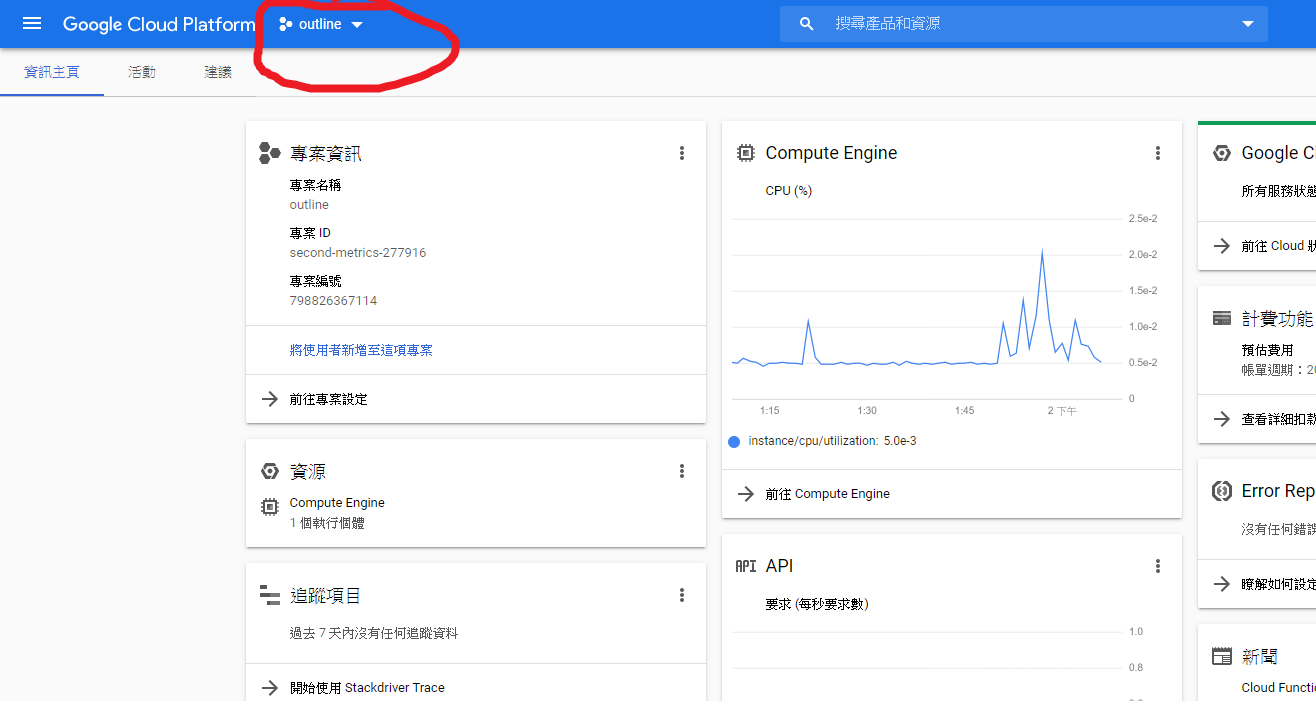 Google Cloud Platform
outline
搜尋產品和資源
資訊主頁
活動
建議
專案資訊
專案名稱
outline
專案 ID
second-metrics-277916
專案編號
798826367114
將使用者新增至這項專案
前往專案設定
資源
Compute Engine
1 個執行個體
追蹤項目
過去 7 天內沒有任何追蹤資料
開始使用 Stackdriver Trace
Compute Engine
CPU (%)
2.5e-2
2.0e-2
1.5e-2
1.0e-2
0.5e-2
0
1:15
1:30
1:45
2 下午
instance/cpu/utilization: 5.0e-3
前往 Compute Engine
API
API
要求 (每秒要求數)
1.0
0.8
Google C
所有服務狀態
前往 Cloud 狀
計費功能
預估費用
帳單週期：20
查看詳細扣款
Error Rep
沒有任何錯誤
瞭解如何設定
新聞
Cloud Functi